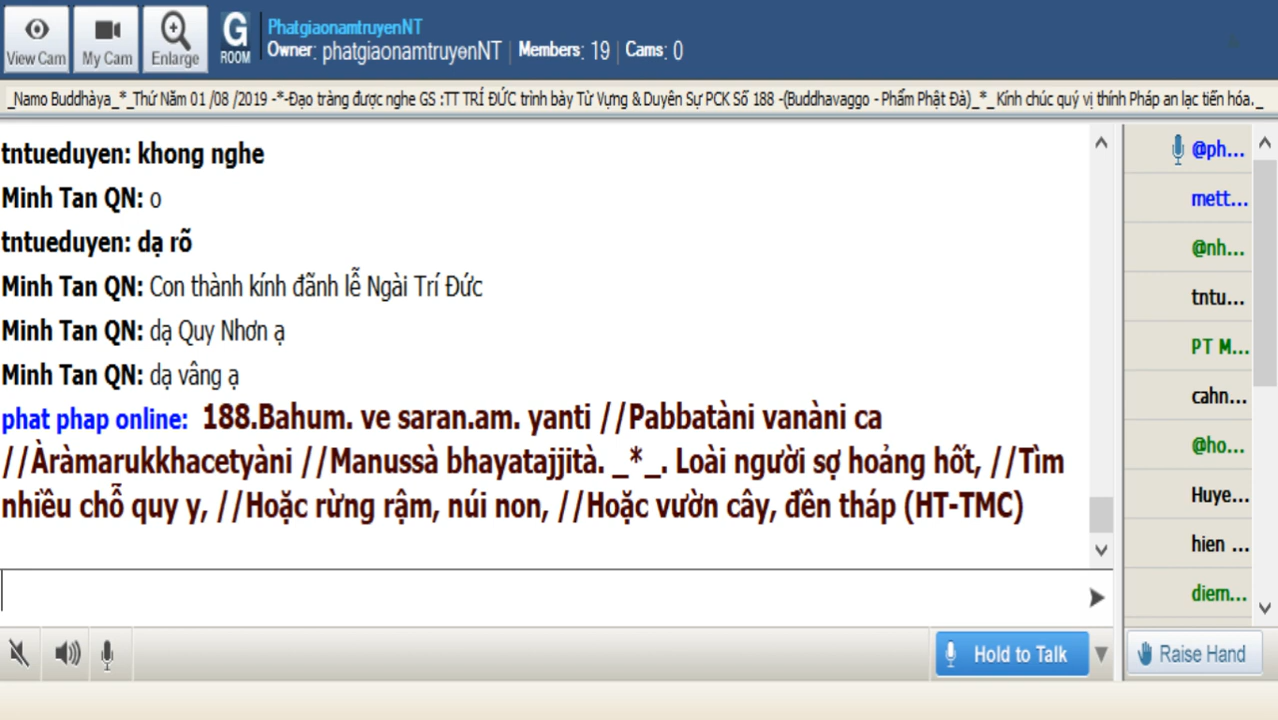 View Cam
My Cam
Enlarge
G
ROOM
PhatgiaonamtruyenNT
Owner: phatgiaonamtruyenNT | Members: 19 | Cams: 0
_Namo Buddhàya_*_Thứ Năm 01 /08 /2019 -*-Đạo tràng được nghe GS :TT TRÍ ĐỨC trình bày Từ Vựng & Duyên Sự PCK Số 188 -(Buddhavaggo - Phẩm Phật Đà)_*_ Kính chúc quý vị thính Pháp an lạc tiến hóa._
tntueduyen: khong nghe
Minh Tan QN: o
tntueduyen: dạ rõ
Minh Tan QN: Con thành kính đãnh lễ Ngài Trí Đức
Minh Tan QN: dạ Quy Nhơn ạ
Minh Tan QN: dạ vâng ạ
phat phap online: 188.Bahum. ve saran.am. yanti //Pabbatàni vanàni ca
//Àràmarukkhacetyàni //Manussà bhayatajjità. _*_. Loài người sợ hoảng hốt, //Tìm
nhiều chỗ quy y, //Hoặc rừng rậm, núi non, //Hoặc vườn cây, đền tháp (HT-TMC)
@ph...
mett...
@nh...
tntu...
PT M...
cahn...
@ho...
Huye...
hien ...
diem...
Hold to Talk
Raise Hand